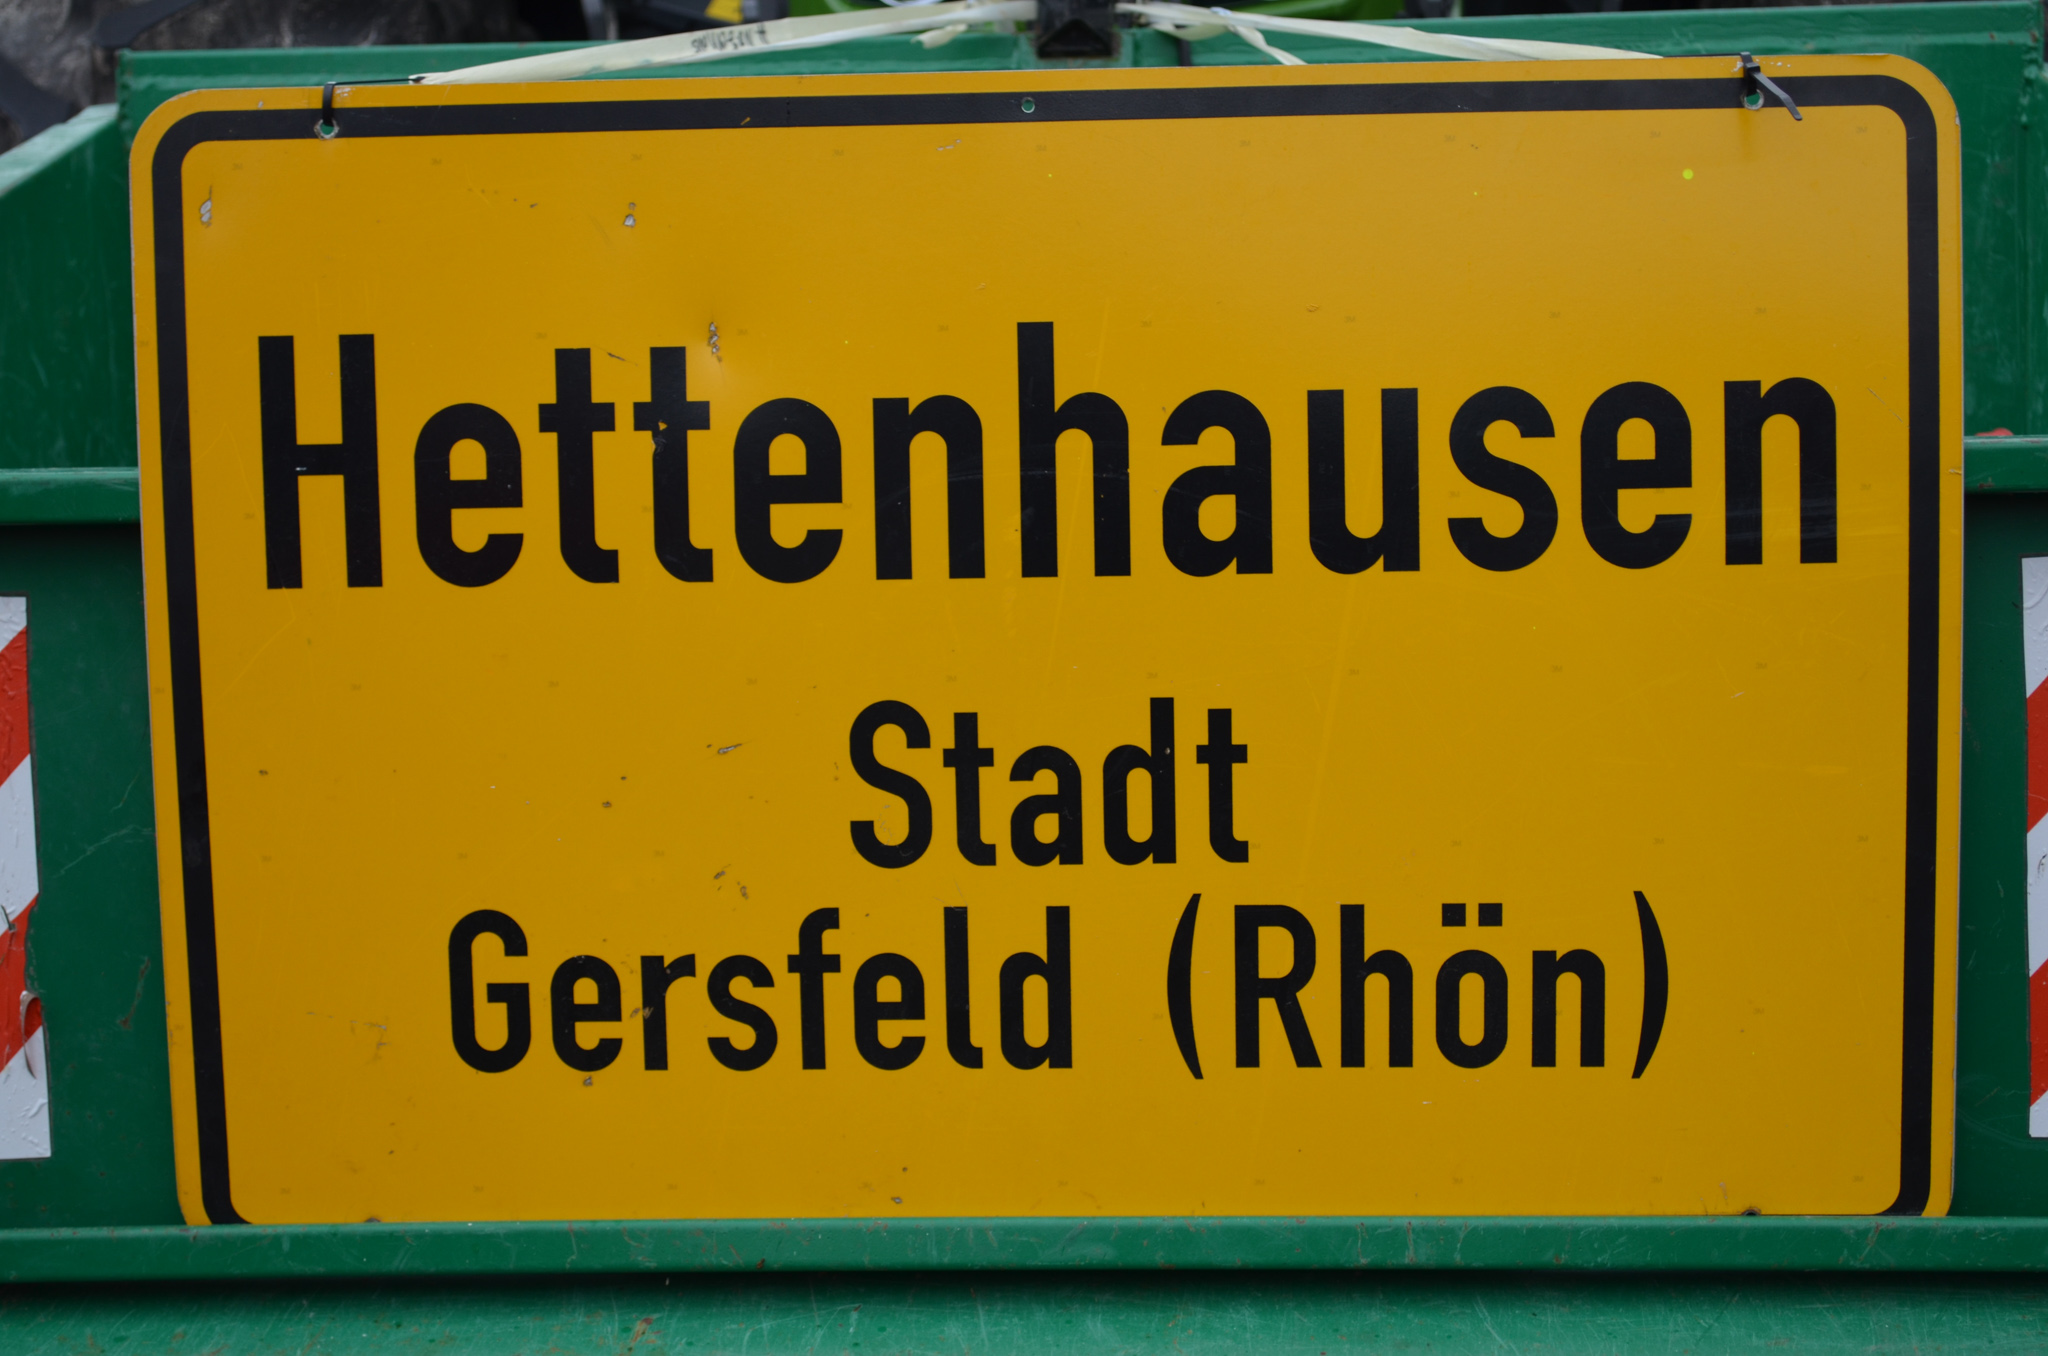 Hettenhausen
Stadt
Gersfeld (Rhön)